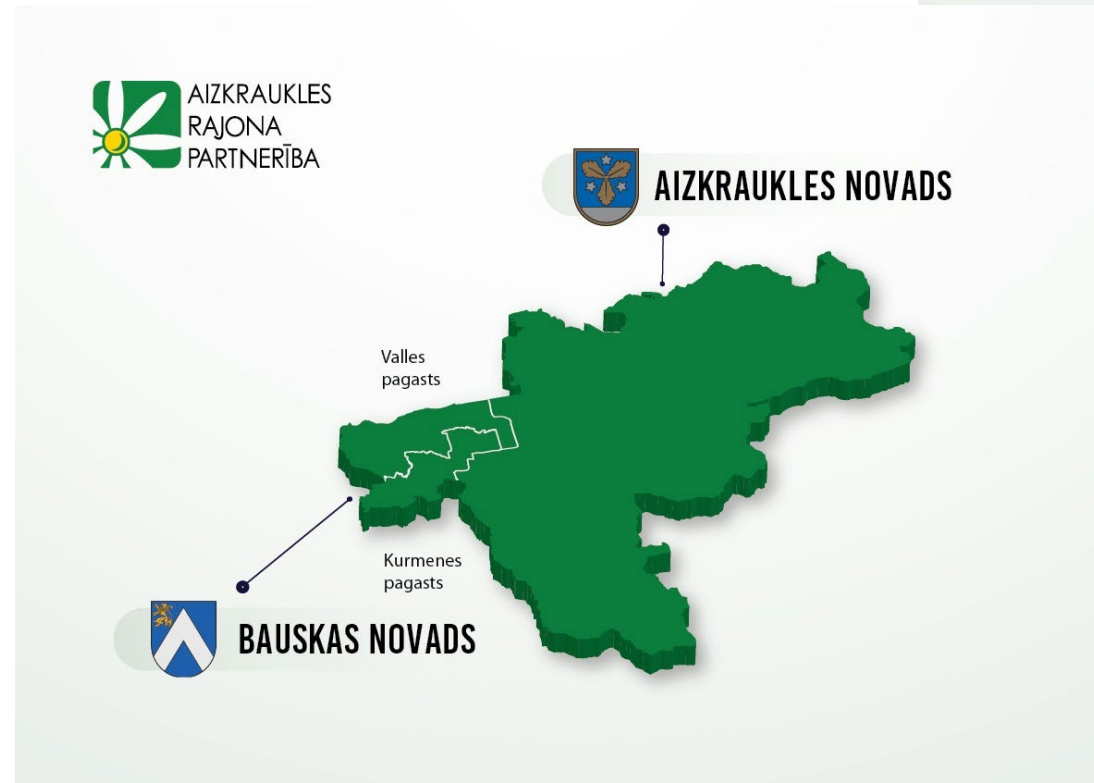 AIZKRAUKLES
RAJONA
PARTNERĪBA
AIZKRAUKLES NOVADS
Valles
pagasts
Kurmenes
pagasts
BAUSKAS NOVADS